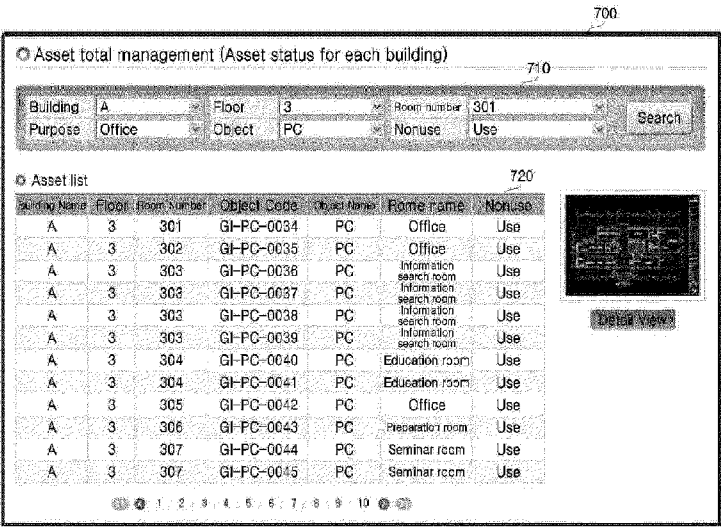 700
Asset total management (Asset status for each building)
710
Building A Floor 3 Room number 301
Purpose Office Object PC Nonuse Use
Search
Asset list
720
Building Name Floor Room Number Object Code Object Name Rome name Nonuse
A 3 301 GI-PC-0034 PC Office Use
A 3 302 GI-PC-0035 PC Office Use
A 3 303 GI-PC-0036 PC Information search room Use
A 3 303 GI-PC-0037 PC Information search room Use
A 3 303 GI-PC-0038 PC Information search room Use
A 3 303 GI-PC-0039 PC Information search room Use
A 3 304 GI-PC-0040 PC Education room Use
A 3 304 GI-PC-0041 PC Education room Use
A 3 305 GI-PC-0042 PC Office Use
A 3 306 GI-PC-0043 PC Preparation room Use
A 3 307 GI-PC-0044 PC Seminar room Use
A 3 307 GI-PC-0045 PC Seminar room Use
Detail View
1 2 3 4 5 6 7 8 9 10